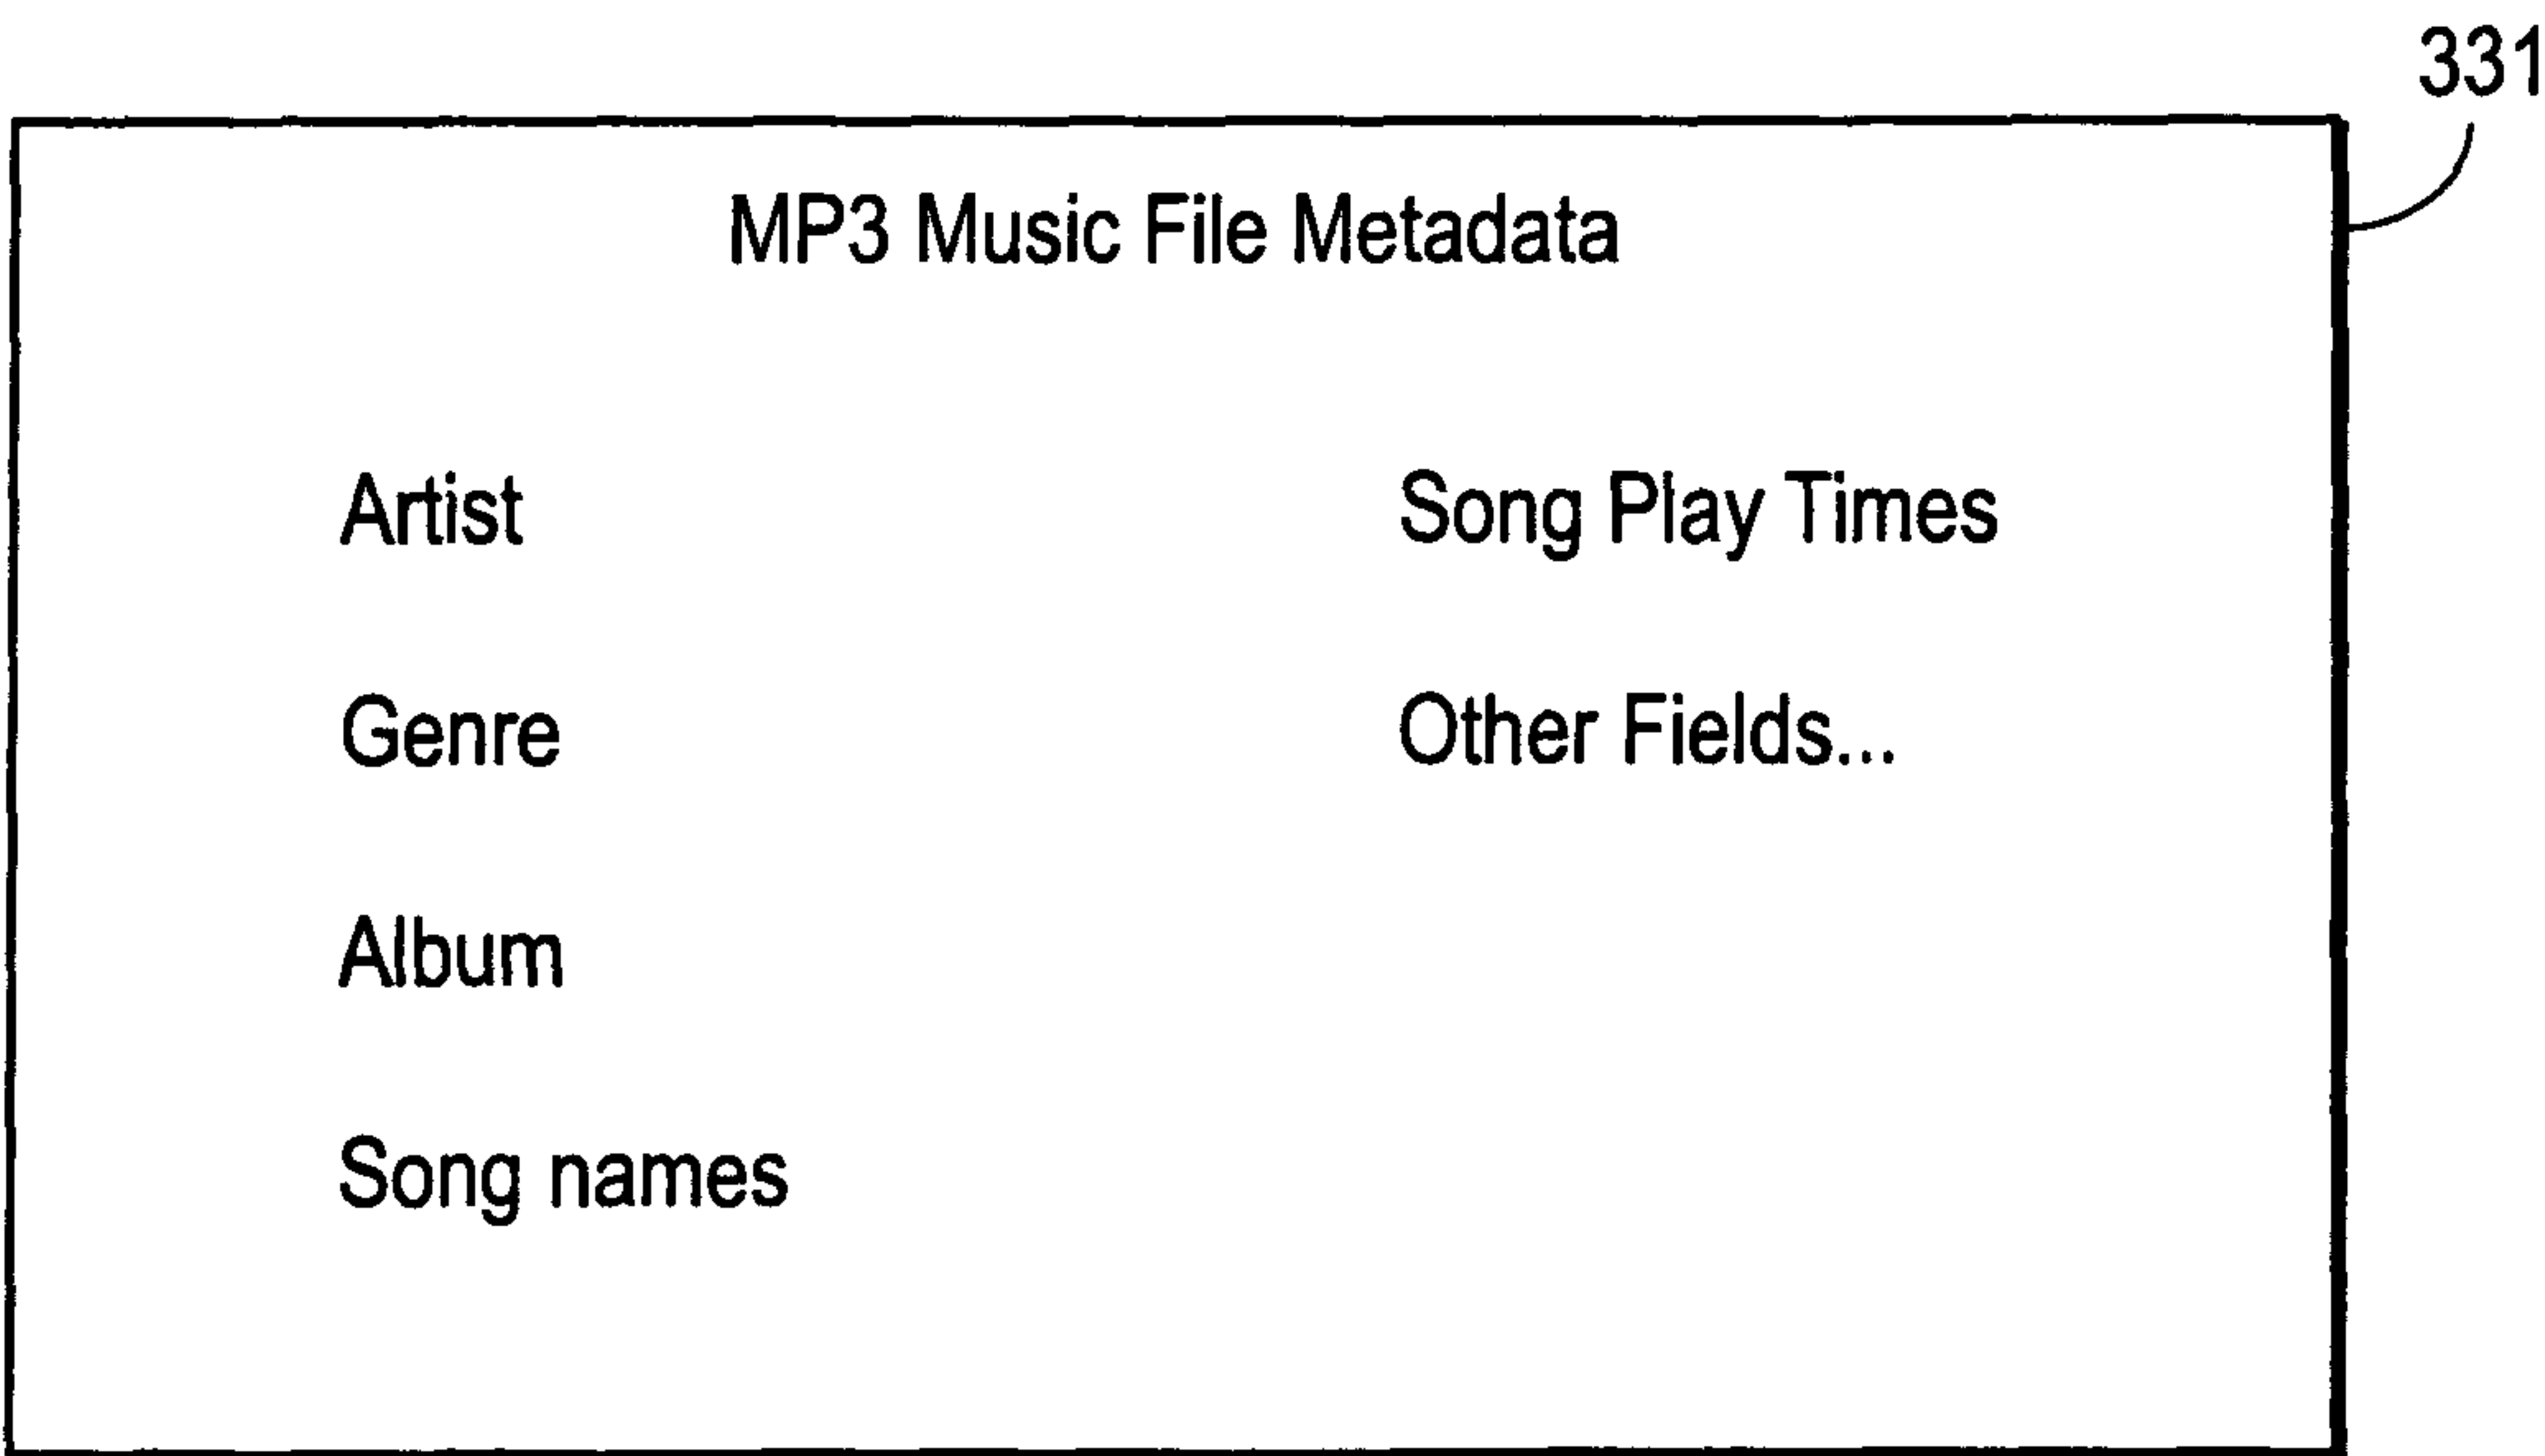 331
MP3 Music File Metadata
Artist
Song Play Times
Genre
Other Fields...
Album
Song names